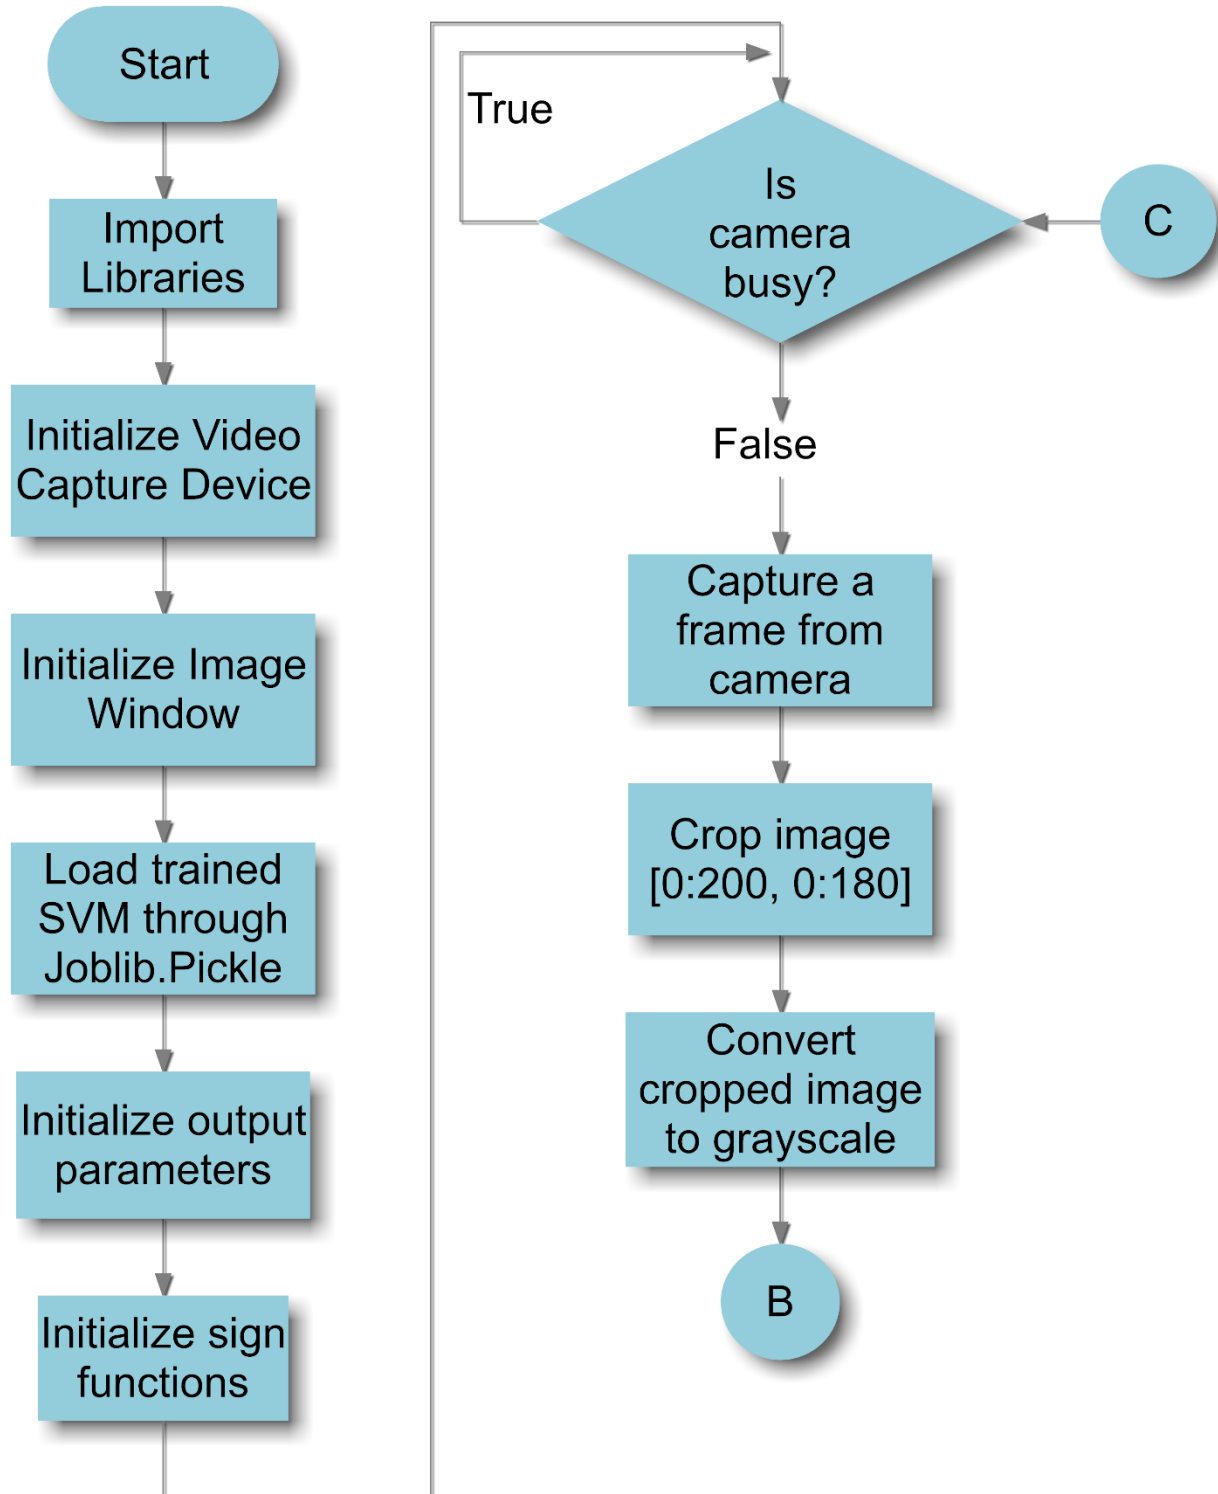 Start
Import
Libraries
Initialize Video
Capture Device
Initialize Image
Window
Load trained
SVM through
Joblib.Pickle
Initialize output
parameters
Initialize sign
functions
True
Is
camera
busy?
C
False
Capture a
frame from
camera
Crop image
[0:200, 0:180]
Convert
cropped image
to grayscale
B